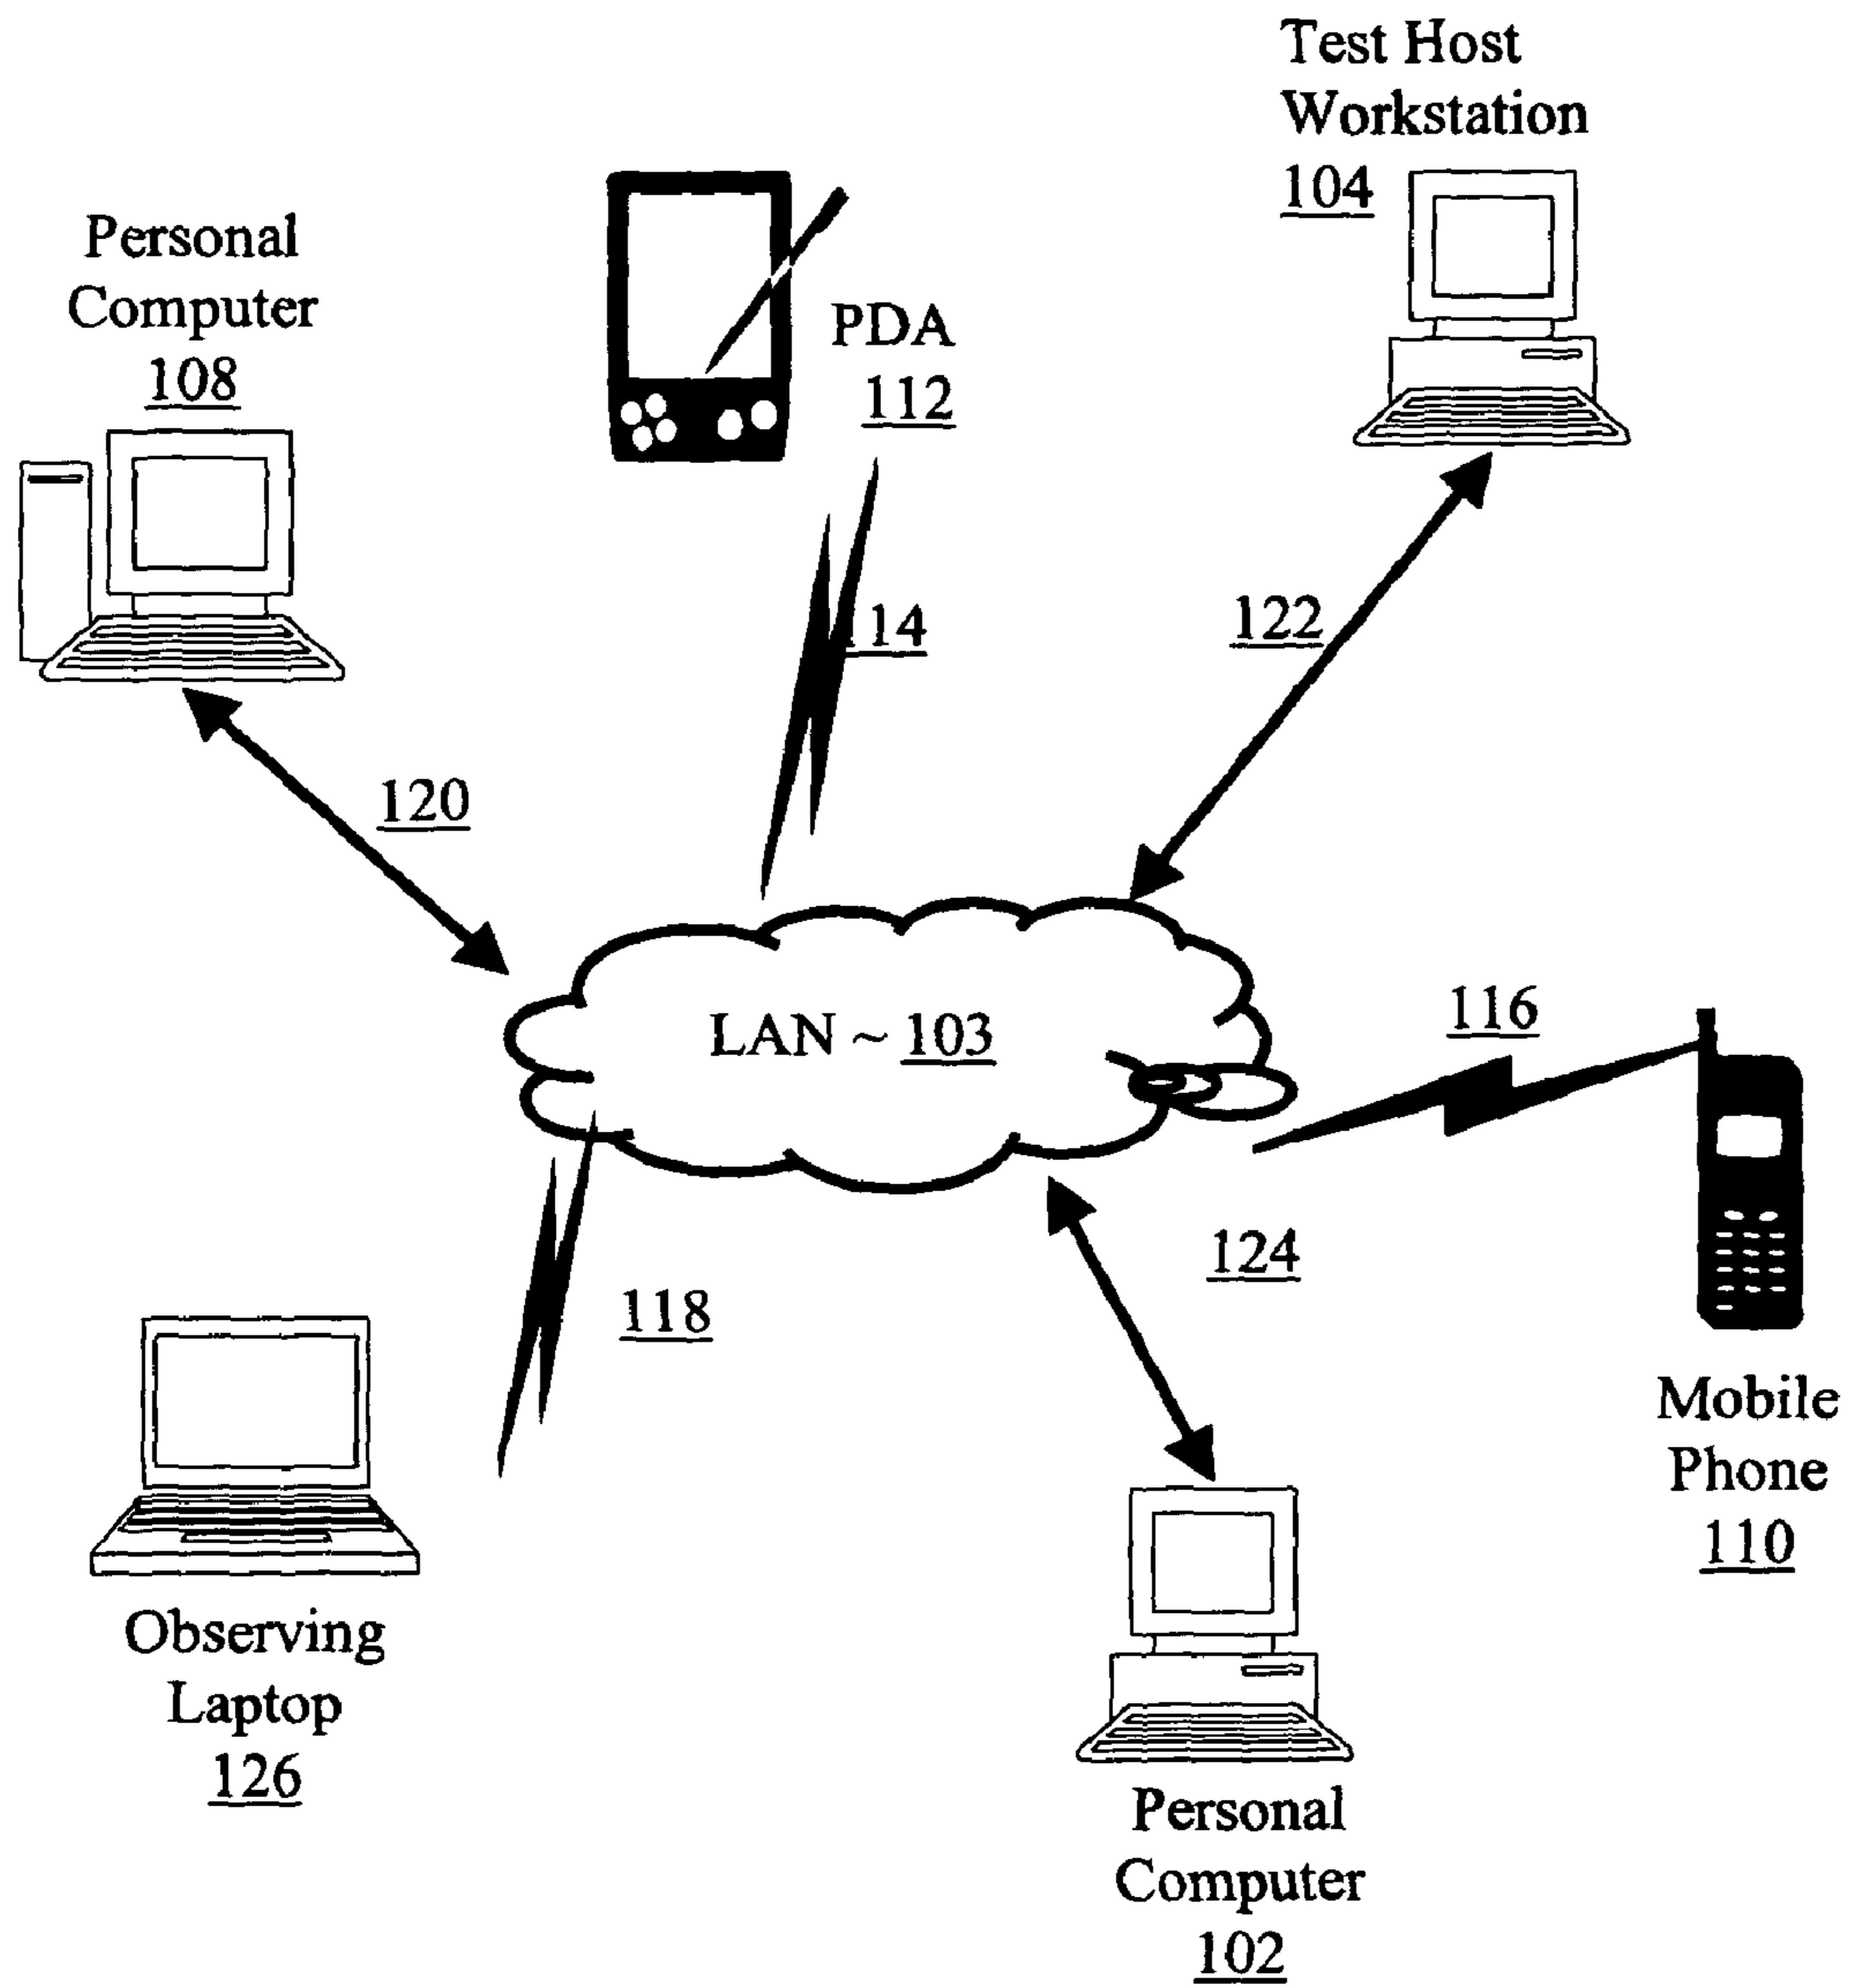 Test Host
Workstation
104
Personal
Computer
108
PDA
112
14
122
120
LAN ~ 103
116
124
118
Mobile
Phone
110
Observing
Laptop
126
Personal
Computer
102